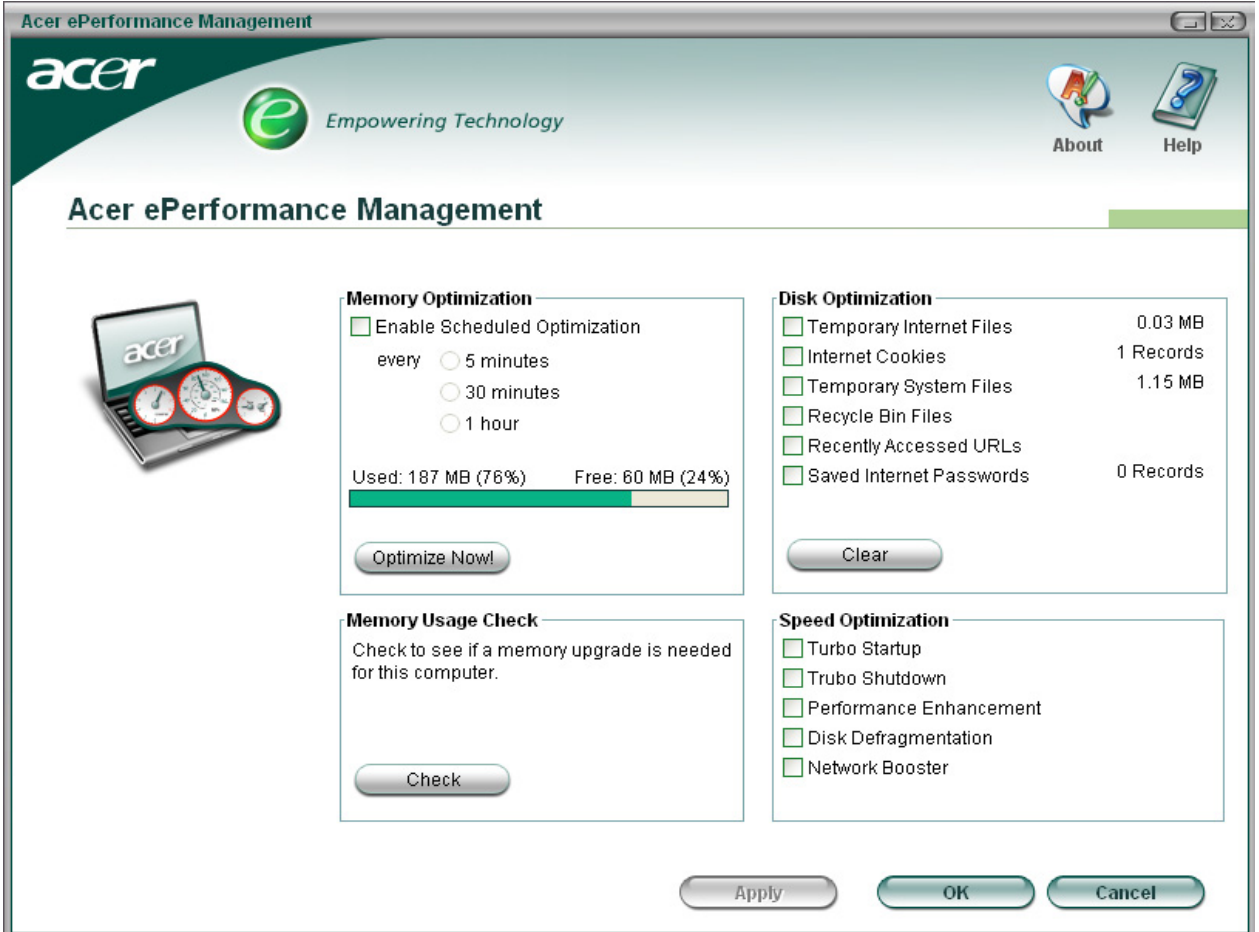 Acer ePerformance Management
acer
e Empowering Technology
About
Help
Acer ePerformance Management
acer
Memory Optimization
Enable Scheduled Optimization
every
5 minutes
30 minutes
1 hour
Used: 187 MB (76%) Free: 60 MB (24%)
Optimize Now!
Disk Optimization
Temporary Internet Files 0.03 MB
Internet Cookies 1 Records
Temporary System Files 1.15 MB
Recycle Bin Files
Recently Accessed URLs
Saved Internet Passwords 0 Records
Clear
Memory Usage Check
Check to see if a memory upgrade is needed
for this computer.
Check
Speed Optimization
Turbo Startup
Trubo Shutdown
Performance Enhancement
Disk Defragmentation
Network Booster
Apply
OK
Cancel